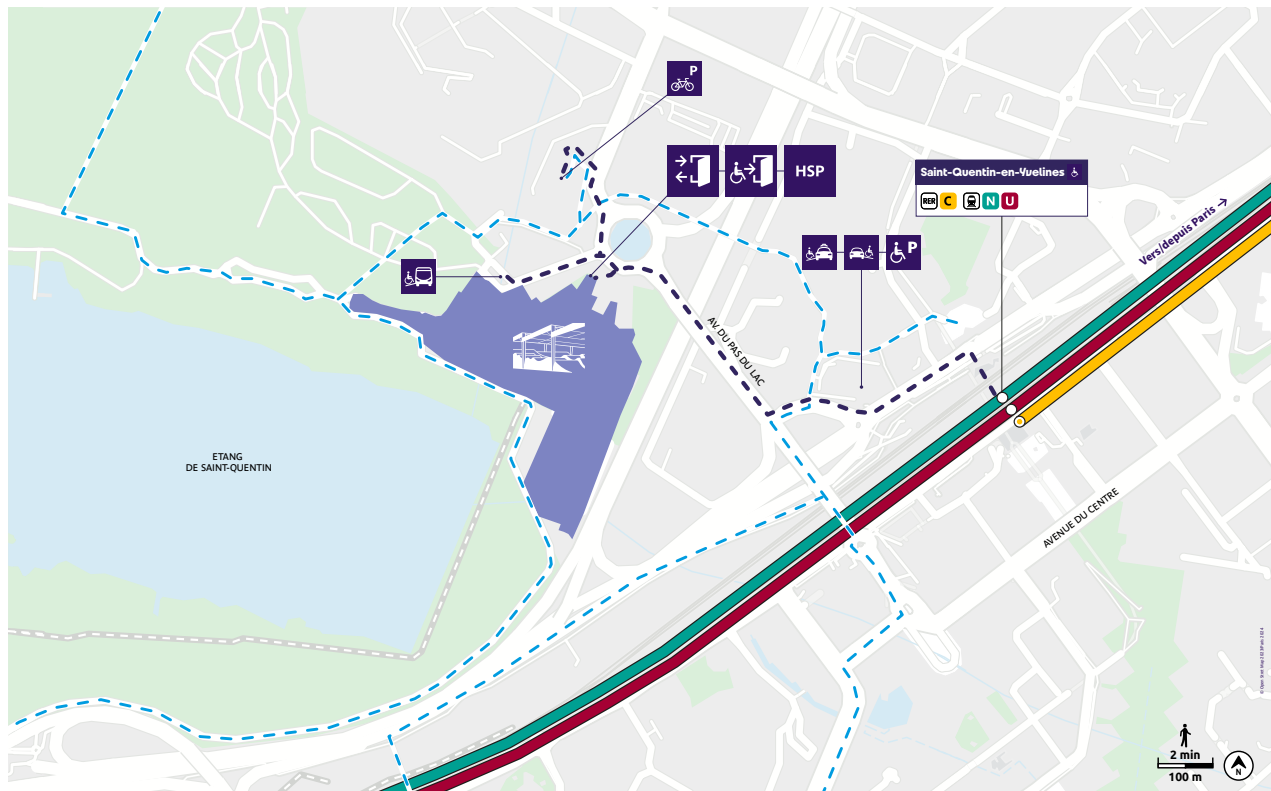 P
HSP
Saint-Quentin-en-Yvelines
RER C N U
Vers/depuis Paris →
P
AV. DU PAS DU LAC
ETANG
DE SAINT-QUENTIN
AVENUE DU CENTRE
2 min
100 m
N